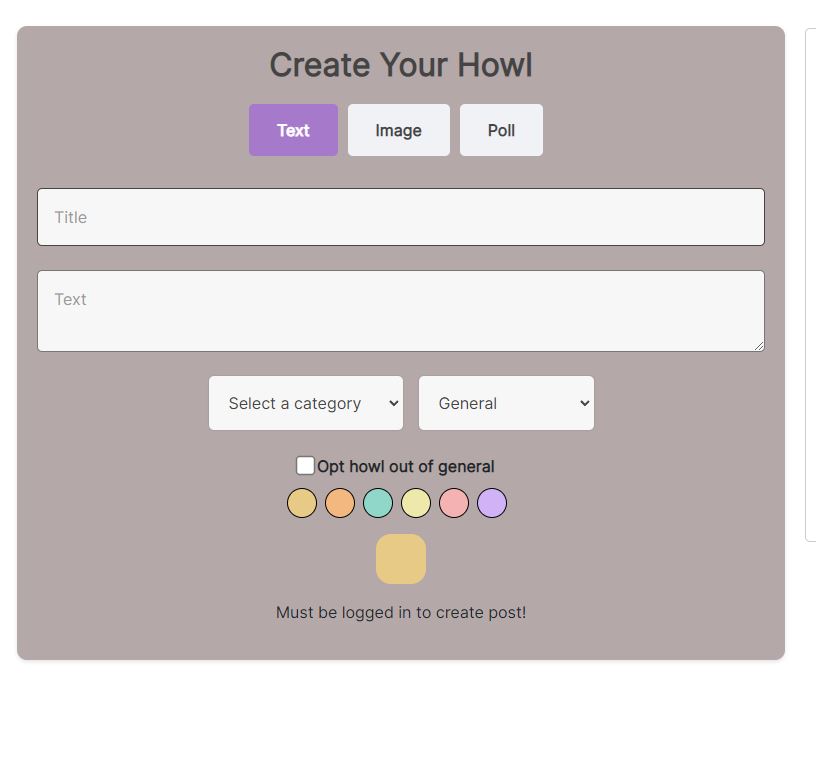 Create Your Howl
Text Image Poll
Title
Text
Select a category General
Opt howl out of general
Must be logged in to create post!